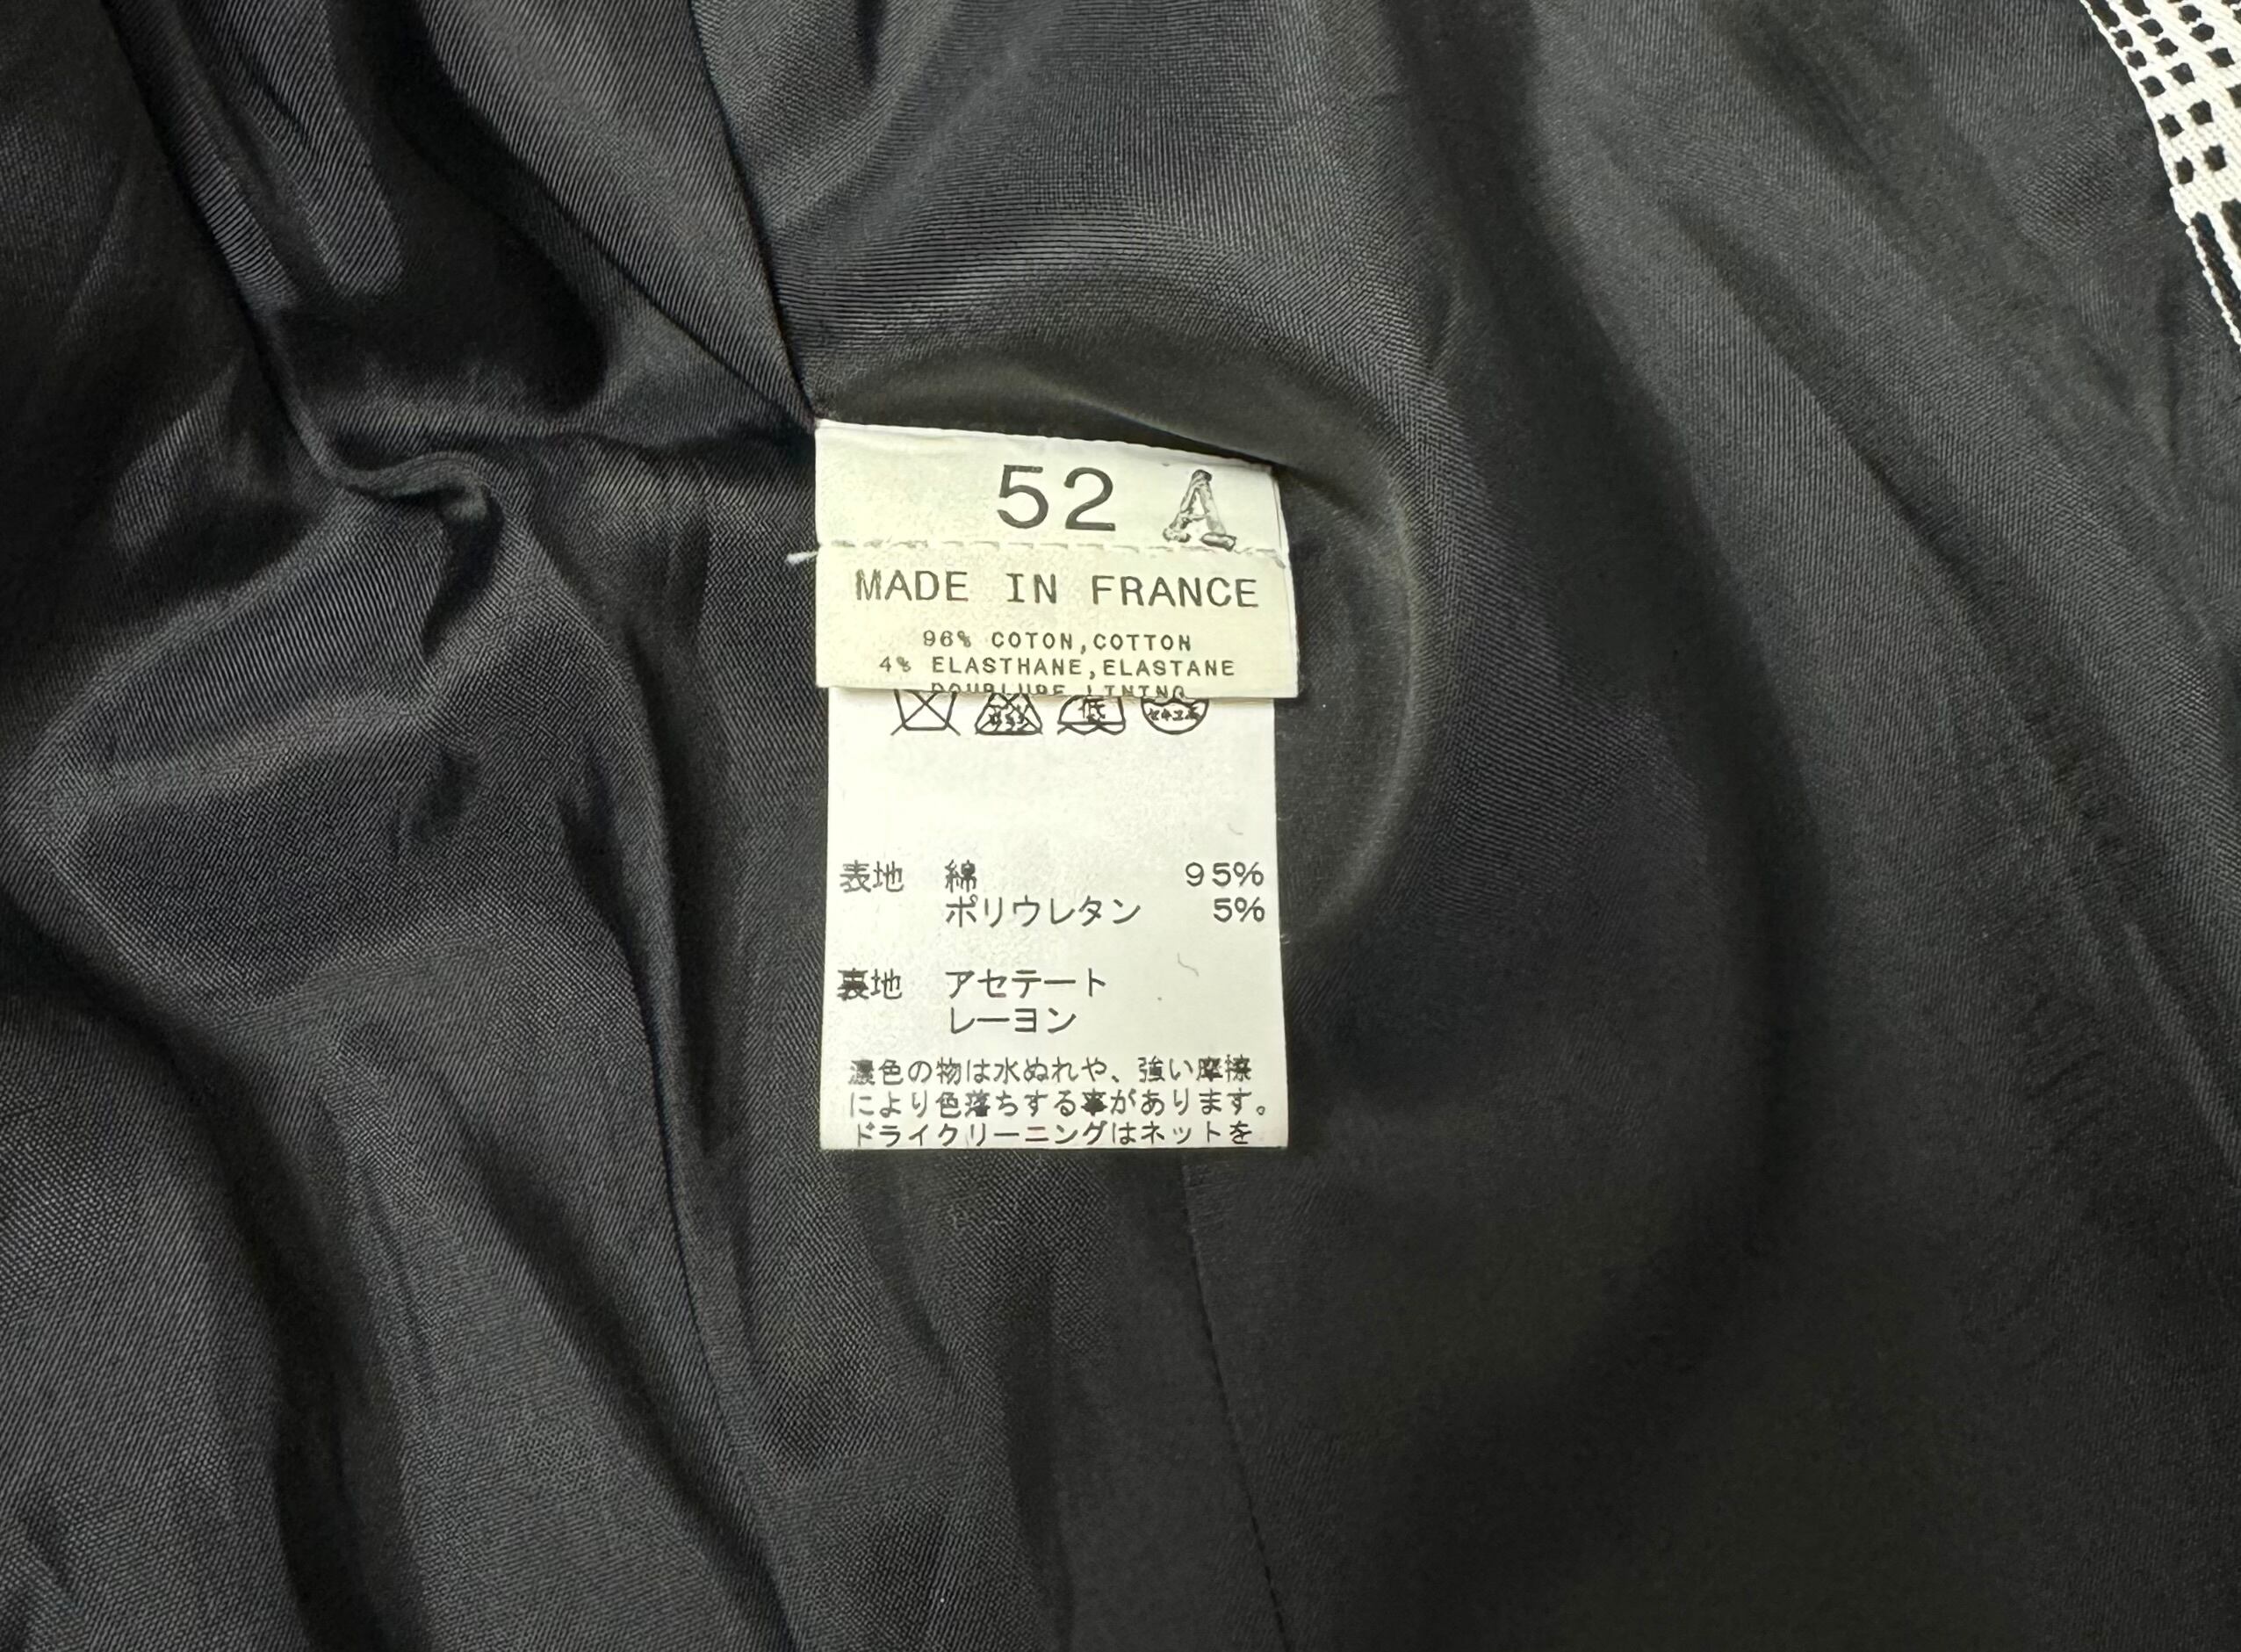 52 A
MADE IN FRANCE
96% COTON,COTTON
4% ELASTHANE,ELASTANE
DOUBLURE LINING
低
表地 綿 95%
ポリウレタン 5%
裏地 アセテート
レーヨン
濃色の物は水ぬれや、強い摩擦
により色落ちする事があります。
ドライクリーニングはネットを